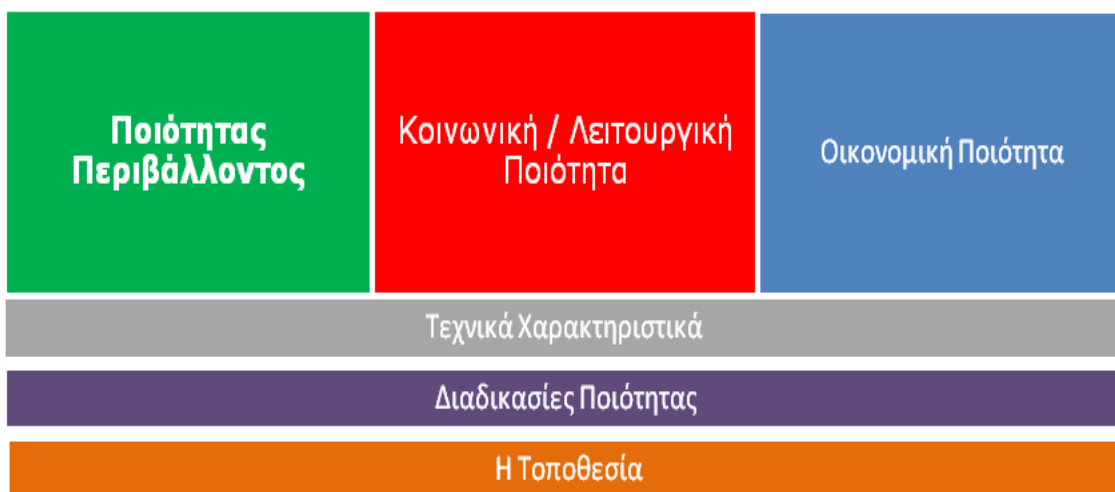 Ποιότητας
Περιβάλλοντος
Κοινωνική / Λειτουργική
Ποιότητα
Οικονομική Ποιότητα
Τεχνικά Χαρακτηριστικά
Διαδικασίες Ποιότητας
Η Τοποθεσία